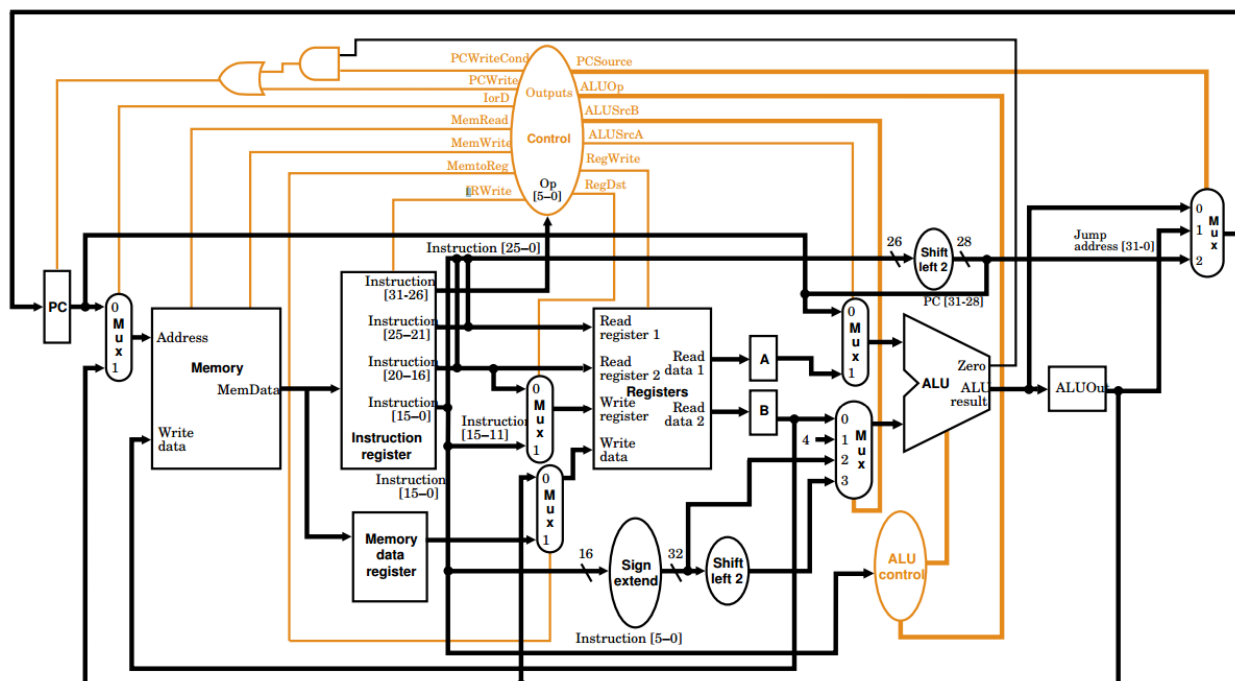 PCWriteCond
PCSource
PCWrite
ALUOp
Outputs
IorD
ALUSrcB
MemRead
ALUSrcA
Control
MemWrite
RegWrite
MemtoReg
Op
[5–0]
RegDst
IRWrite
0
1
2
M
u
x
Jump
address [31-0]
Instruction [25–0]
26
Shift
left 2
28
PC [31-28]
PC
0
M
u
x
1
Address
Memory
MemData
Write
data
Instruction
[31-26]
Instruction
[25–21]
Instruction
[20–16]
Instruction
[15–0]
Instruction
register
Instruction
[15–11]
Instruction
[15–0]
0
M
u
x
1
0
M
u
x
1
Read
register 1
Read
register 2
Write
register
Write
data
Registers
Read
data 1
Read
data 2
A
B
0
M
u
x
1
4
0
1
2
3
M
u
x
Zero
ALU
ALU
result
ALUOut
Memory
data
register
16
Sign
extend
32
Shift
left 2
ALU
control
Instruction [5–0]